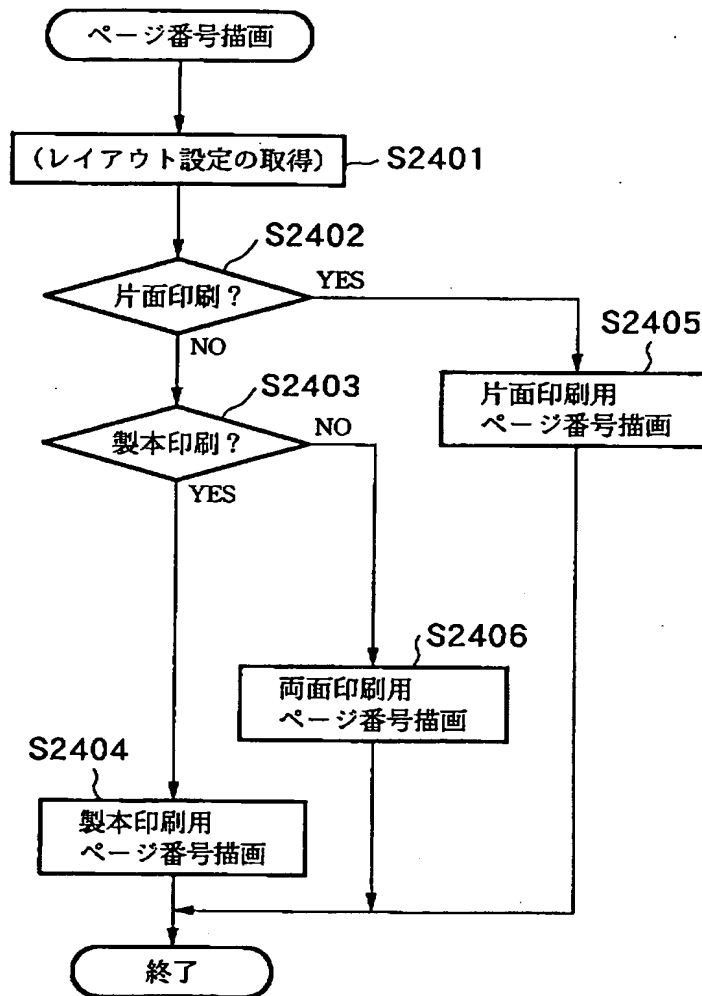 ページ番号描画
(レイアウト設定の取得)
S2401
S2402
片面印刷?
YES
NO
S2405
片面印刷用
ページ番号描画
S2403
製本印刷?
NO
YES
S2406
両面印刷用
ページ番号描画
S2404
製本印刷用
ページ番号描画
終了